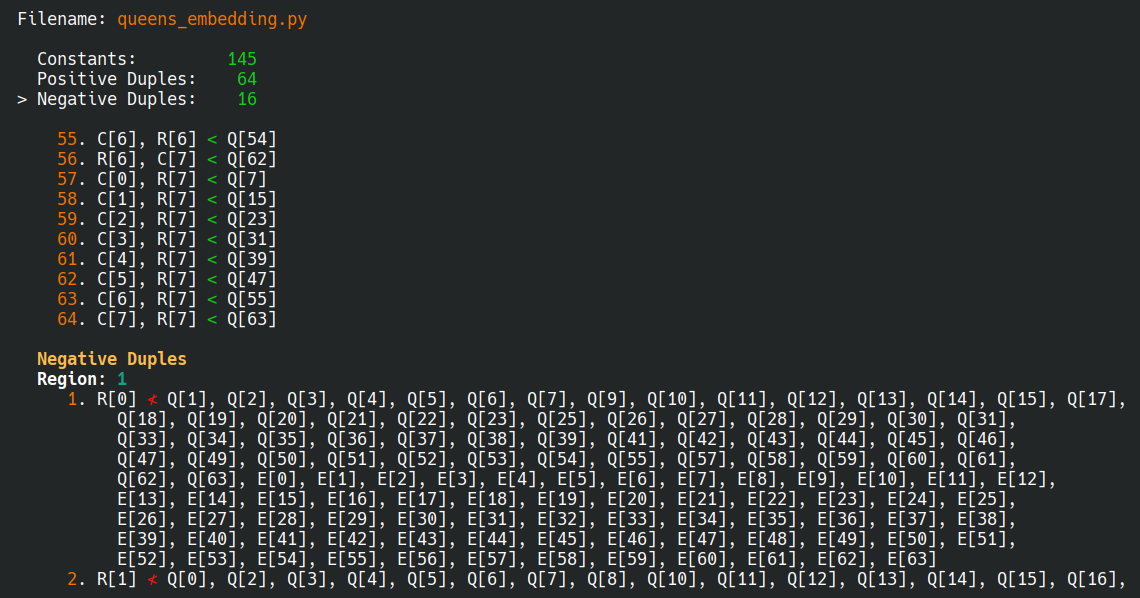 Filename: queens_embedding.py
Constants: 145
Positive Duples: 64
> Negative Duples: 16
55. C[6], R[6] < Q[54]
56. R[6], C[7] < Q[62]
57. C[0], R[7] < Q[7]
58. C[1], R[7] < Q[15]
59. C[2], R[7] < Q[23]
60. C[3], R[7] < Q[31]
61. C[4], R[7] < Q[39]
62. C[5], R[7] < Q[47]
63. C[6], R[7] < Q[55]
64. C[7], R[7] < Q[63]
Negative Duples
Region: 1
1. R[0] ≮ Q[1], Q[2], Q[3], Q[4], Q[5], Q[6], Q[7], Q[9], Q[10], Q[11], Q[12], Q[13], Q[14], Q[15], Q[17],
Q[18], Q[19], Q[20], Q[21], Q[22], Q[23], Q[25], Q[26], Q[27], Q[28], Q[29], Q[30], Q[31],
Q[33], Q[34], Q[35], Q[36], Q[37], Q[38], Q[39], Q[41], Q[42], Q[43], Q[44], Q[45], Q[46],
Q[47], Q[49], Q[50], Q[51], Q[52], Q[53], Q[54], Q[55], Q[57], Q[58], Q[59], Q[60], Q[61],
Q[62], Q[63], E[0], E[1], E[2], E[3], E[4], E[5], E[6], E[7], E[8], E[9], E[10], E[11], E[12],
E[13], E[14], E[15], E[16], E[17], E[18], E[19], E[20], E[21], E[22], E[23], E[24], E[25],
E[26], E[27], E[28], E[29], E[30], E[31], E[32], E[33], E[34], E[35], E[36], E[37], E[38],
E[39], E[40], E[41], E[42], E[43], E[44], E[45], E[46], E[47], E[48], E[49], E[50], E[51],
E[52], E[53], E[54], E[55], E[56], E[57], E[58], E[59], E[60], E[61], E[62], E[63]
2. R[1] ≮ Q[0], Q[2], Q[3], Q[4], Q[5], Q[6], Q[7], Q[8], Q[10], Q[11], Q[12], Q[13], Q[14], Q[15], Q[16],